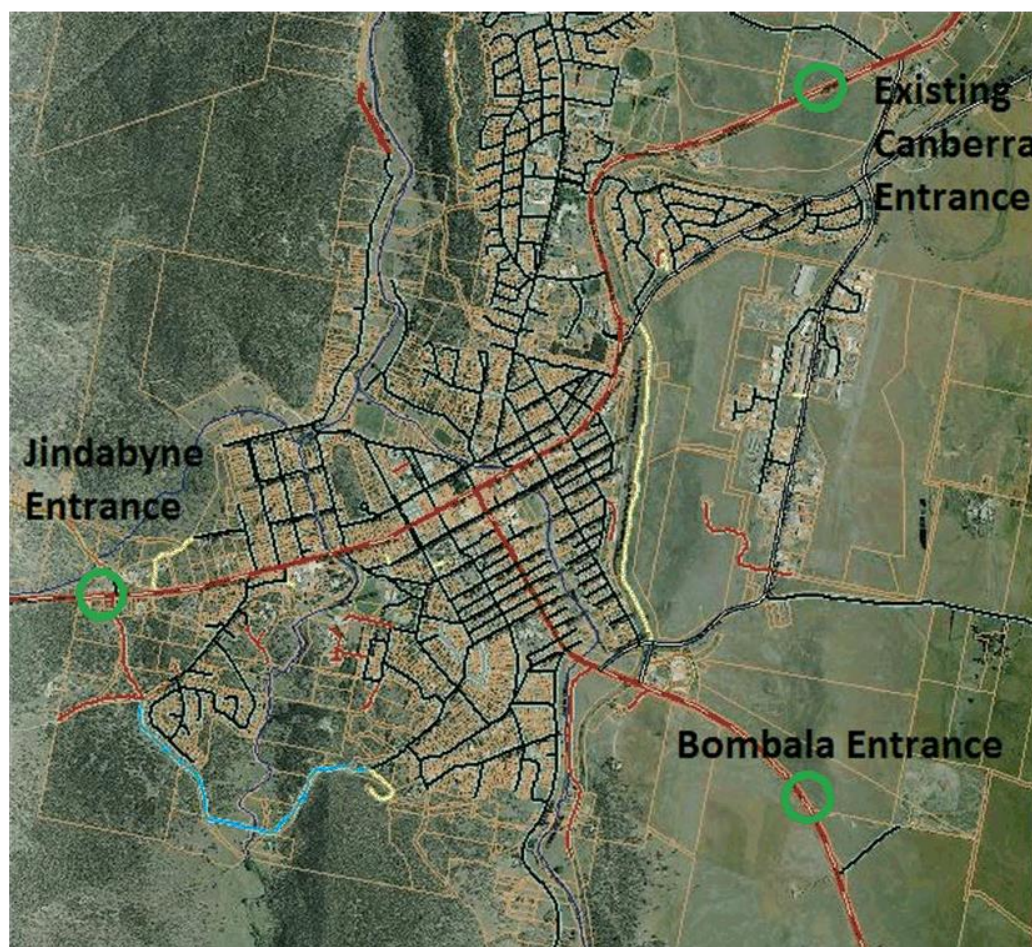 Existing
Canberra
Entrance
Jindabyne
Entrance
Bombala Entrance